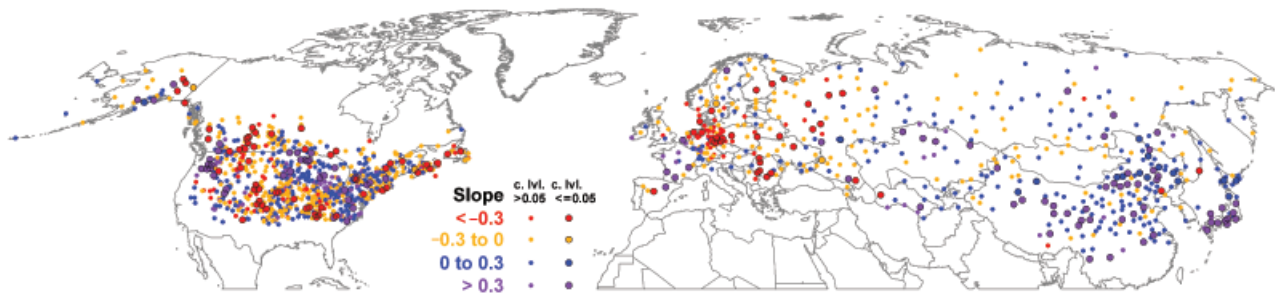 Slope c. lvl. >0.05 c. lvl. <=0.05
<−0.3
−0.3 to 0
0 to 0.3
> 0.3